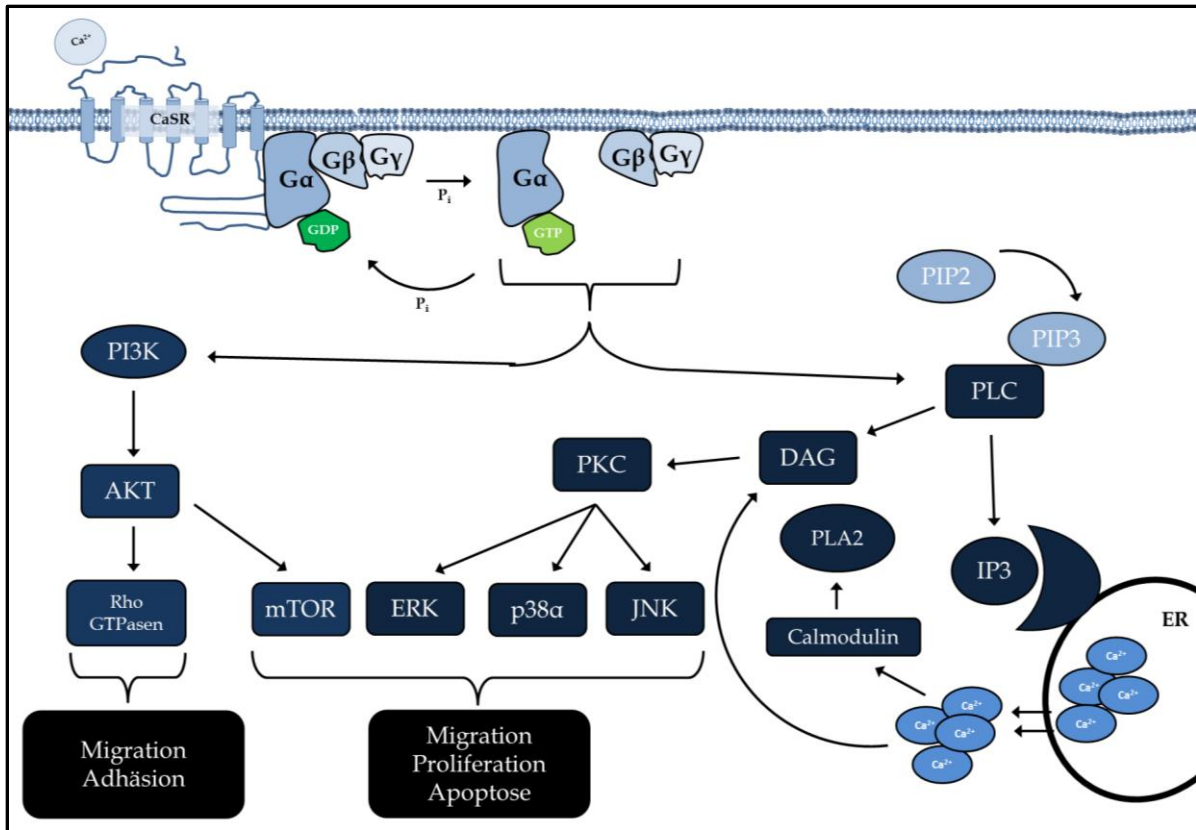 Ca²⁺
CaSR
Gα
Gβ
Gγ
GDP
Pᵢ
Gα
GTP
Gβ
Gγ
Pᵢ
PIP2
PIP3
PI3K
PLC
PKC
DAG
AKT
PLA2
IP3
Rho
GTPasen
mTOR
ERK
p38α
JNK
Calmodulin
ER
Ca²⁺
Ca²⁺
Ca²⁺
Ca²⁺
Ca²⁺
Ca²⁺
Ca²⁺
Ca²⁺
Migration
Adhäsion
Migration
Proliferation
Apoptose